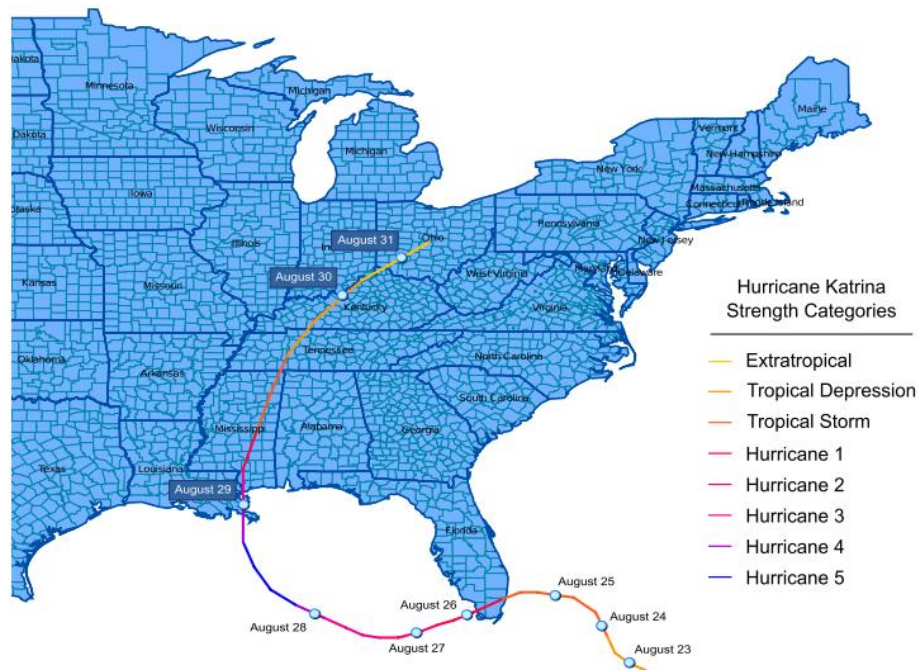 Dakota
Minnesota
Michigan
Dakota
Wisconsin
Michigan
Maine
Vermont
New Hampshire
New York
Massachusetts
Connecticut
Rhode Island
Iowa
Nebraska
Illinois
Pennsylvania
New Jersey
Ohio
August 31
August 30
Maryland
Delaware
West Virginia
Virginia
Kansas
Missouri
Kentucky
Hurricane Katrina
Strength Categories
Extratropical
Tropical Depression
Tropical Storm
Hurricane 1
Hurricane 2
Hurricane 3
Hurricane 4
Hurricane 5
Oklahoma
Arkansas
Tennessee
North Carolina
South Carolina
Mississippi
Alabama
Georgia
Texas
Louisiana
August 29
Florida
August 25
August 26
August 24
August 28
August 27
August 23